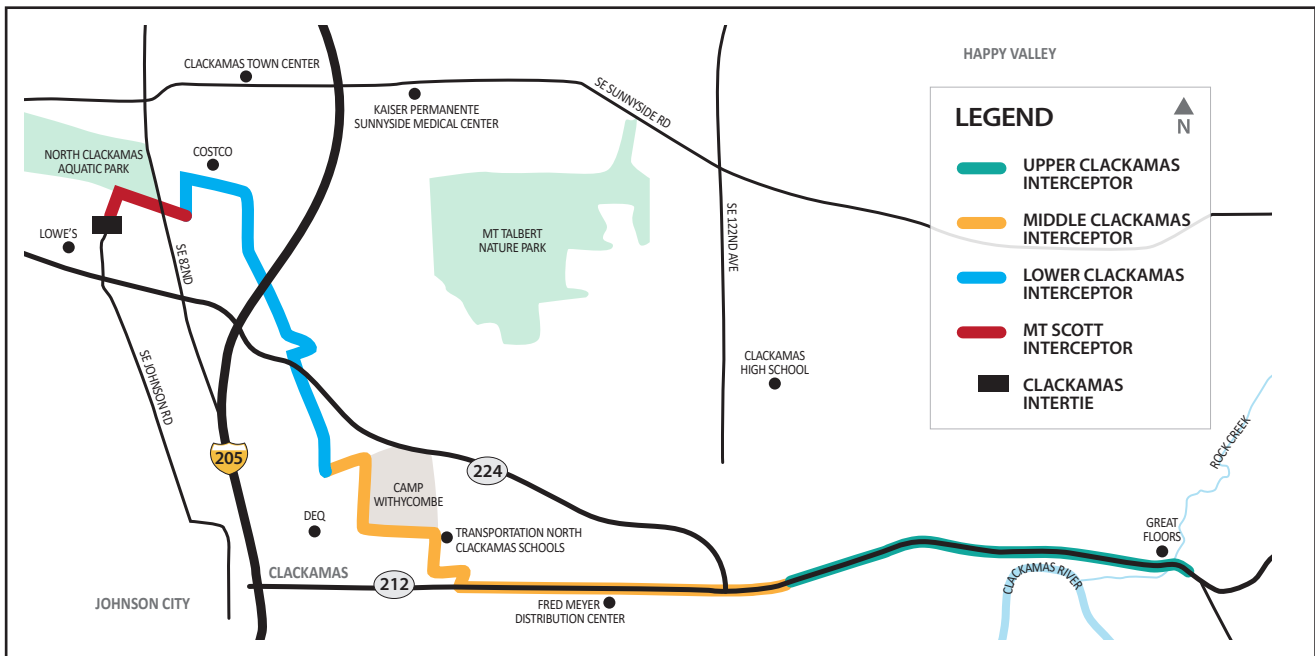 HAPPY VALLEY
CLACKAMAS TOWN CENTER
KAISER PERMANENTE
SUNNYSIDE MEDICAL CENTER
SE SUNNYSIDE RD
NORTH CLACKAMAS
AQUATIC PARK
COSTCO
LOWE'S
SE 82ND
MT TALBERT
NATURE PARK
SE 122ND AVE
SE JOHNSON RD
CLACKAMAS
HIGH SCHOOL
205
224
CAMP
WITHYCOMBE
DEQ
TRANSPORTATION NORTH
CLACKAMAS SCHOOLS
CLACKAMAS
212
JOHNSON CITY
FRED MEYER
DISTRIBUTION CENTER
ROCK CREEK
GREAT
FLOORS
CLACKAMAS RIVER
LEGEND
N
UPPER CLACKAMAS
INTERCEPTOR
MIDDLE CLACKAMAS
INTERCEPTOR
LOWER CLACKAMAS
INTERCEPTOR
MT SCOTT
INTERCEPTOR
CLACKAMAS
INTERTIE